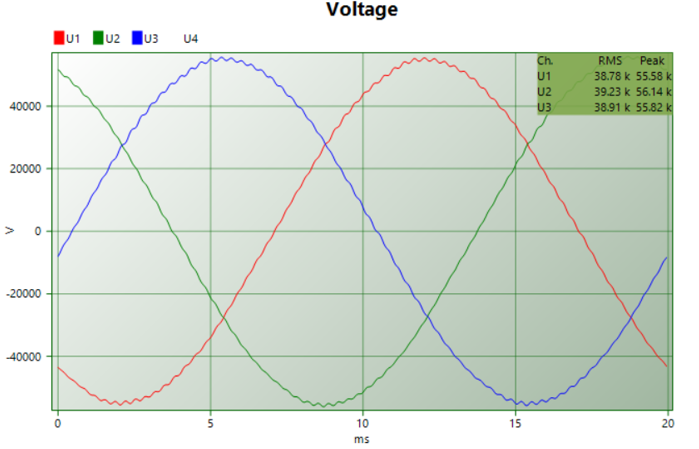 Voltage
U1 U2 U3 U4
Ch. RMS Peak
U1 38.78 k 55.58 k
U2 39.23 k 56.14 k
U3 38.91 k 55.82 k
40000
20000
0
-20000
-40000
V
0 5 10 15 20
ms